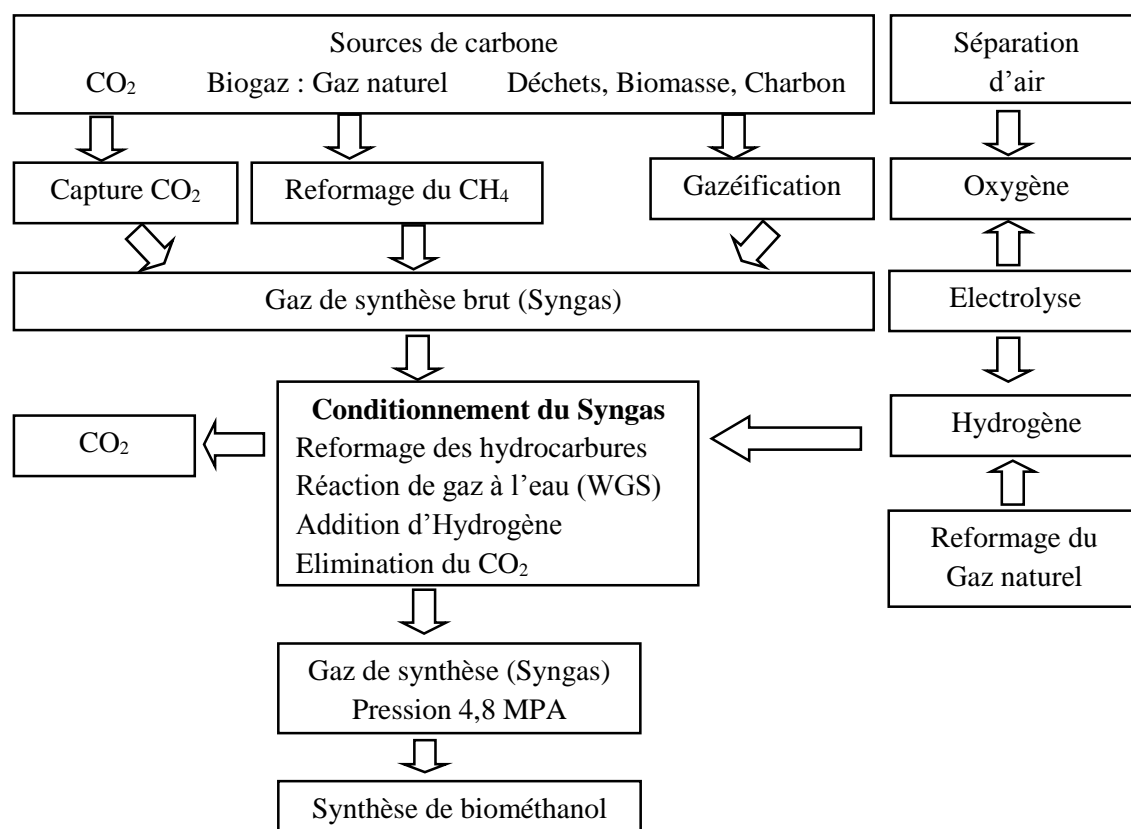 Sources de carbone
CO₂ Biogaz : Gaz naturel Déchets, Biomasse, Charbon
Séparation
d’air
Capture CO₂
Reformage du CH₄
Gazéification
Oxygène
Gaz de synthèse brut (Syngas)
Electrolyse
Conditionnement du Syngas
Reformage des hydrocarbures
Réaction de gaz à l’eau (WGS)
Addition d’Hydrogène
Elimination du CO₂
CO₂
Hydrogène
Reformage du
Gaz naturel
Gaz de synthèse (Syngas)
Pression 4,8 MPA
Synthèse de biométhanol